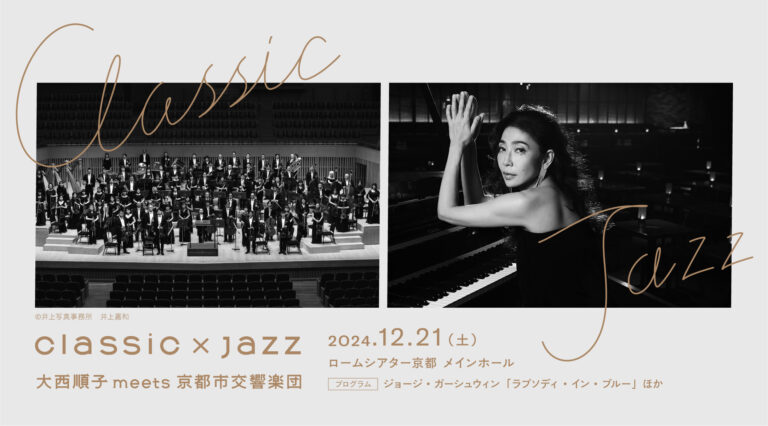 Classic
Jazz
©井上写真事務所　井上嘉和
classic × jazz
大西順子 meets 京都市交響楽団
2024.12.21（土）
ロームシアター京都 メインホール
プログラム ジョージ・ガーシュウィン「ラプソディ・イン・ブルー」ほか